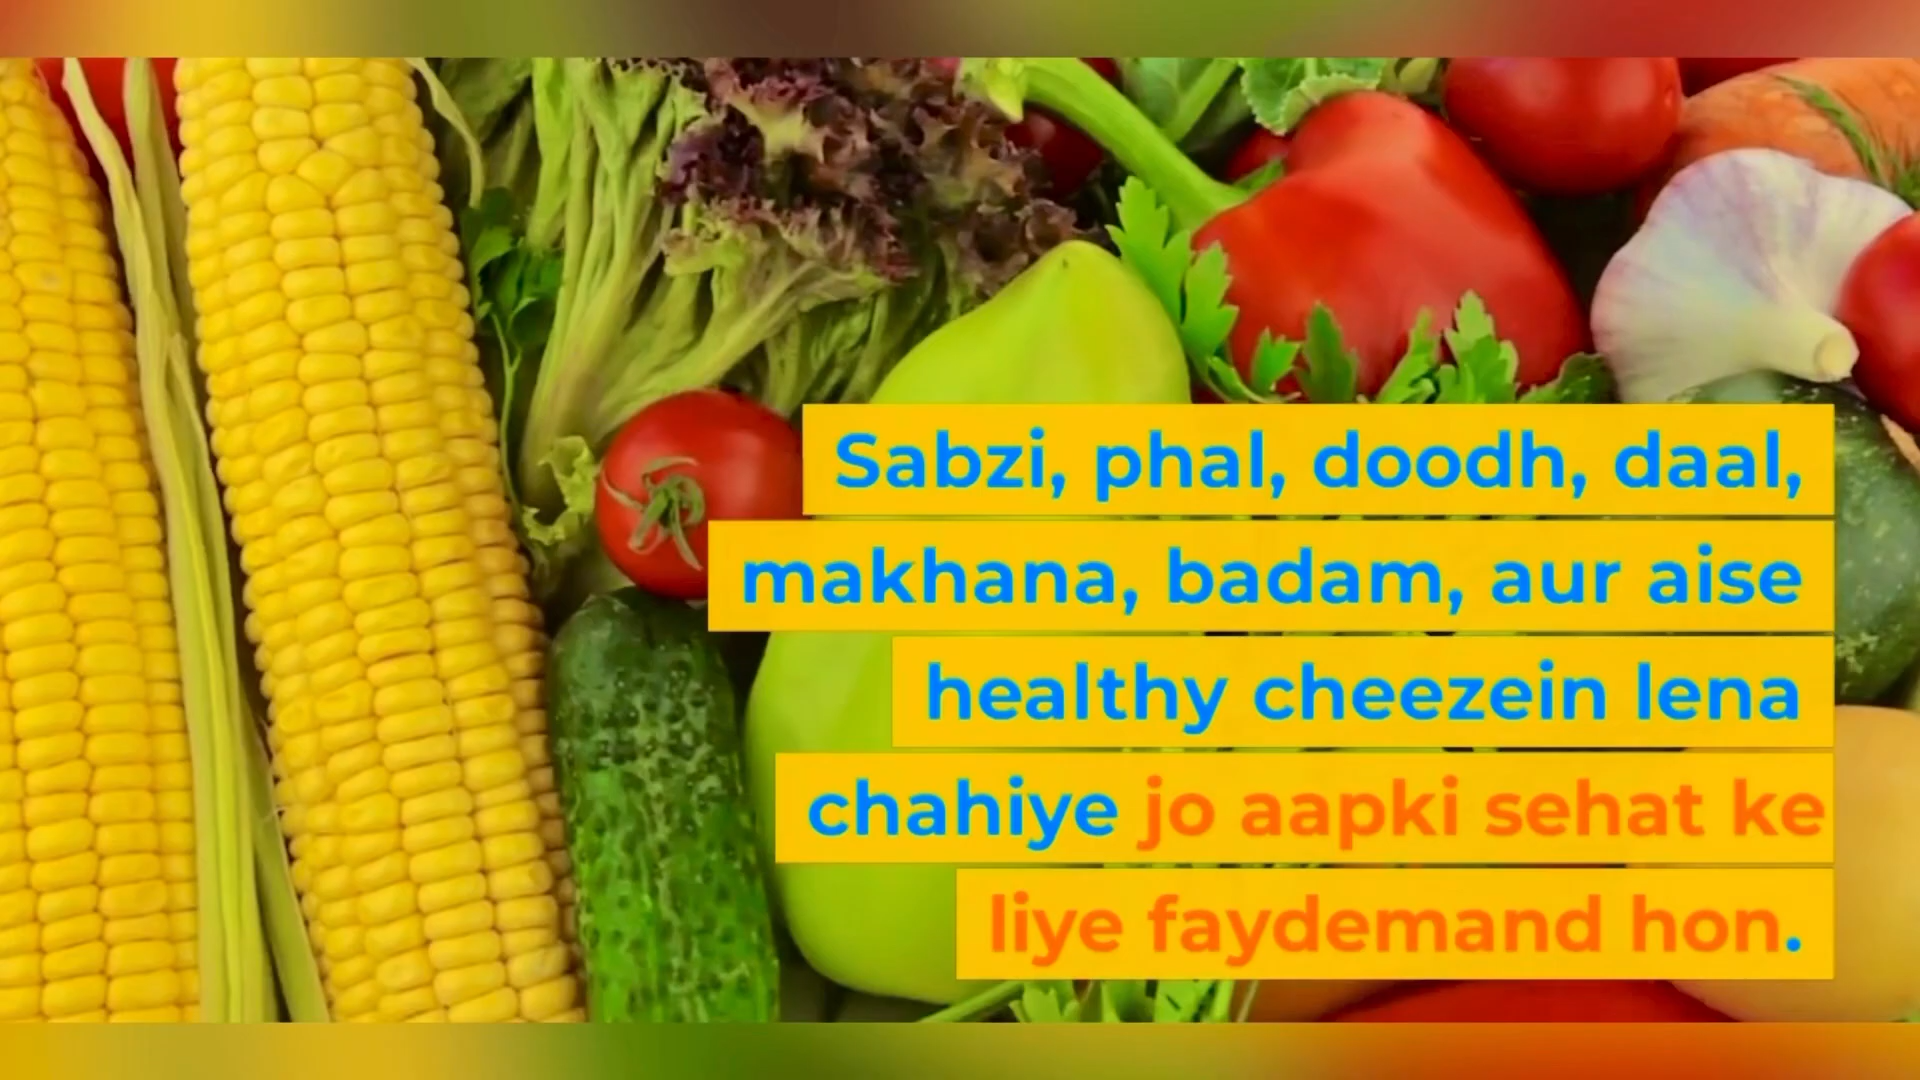 Sabzi, phal, doodh, daal,
makhana, badam, aur aise
healthy cheezein lena
chahiye jo aapki sehat ke
liye faydemand hon.